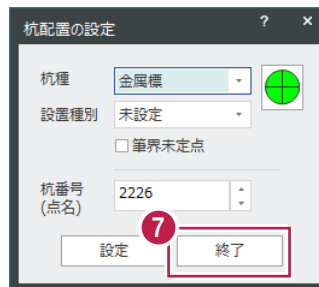 杭配置の設定 ? ×
杭種 金属標
設置種別 未設定
筆界未定点
杭番号 2226
(点名)
7
設定 終了